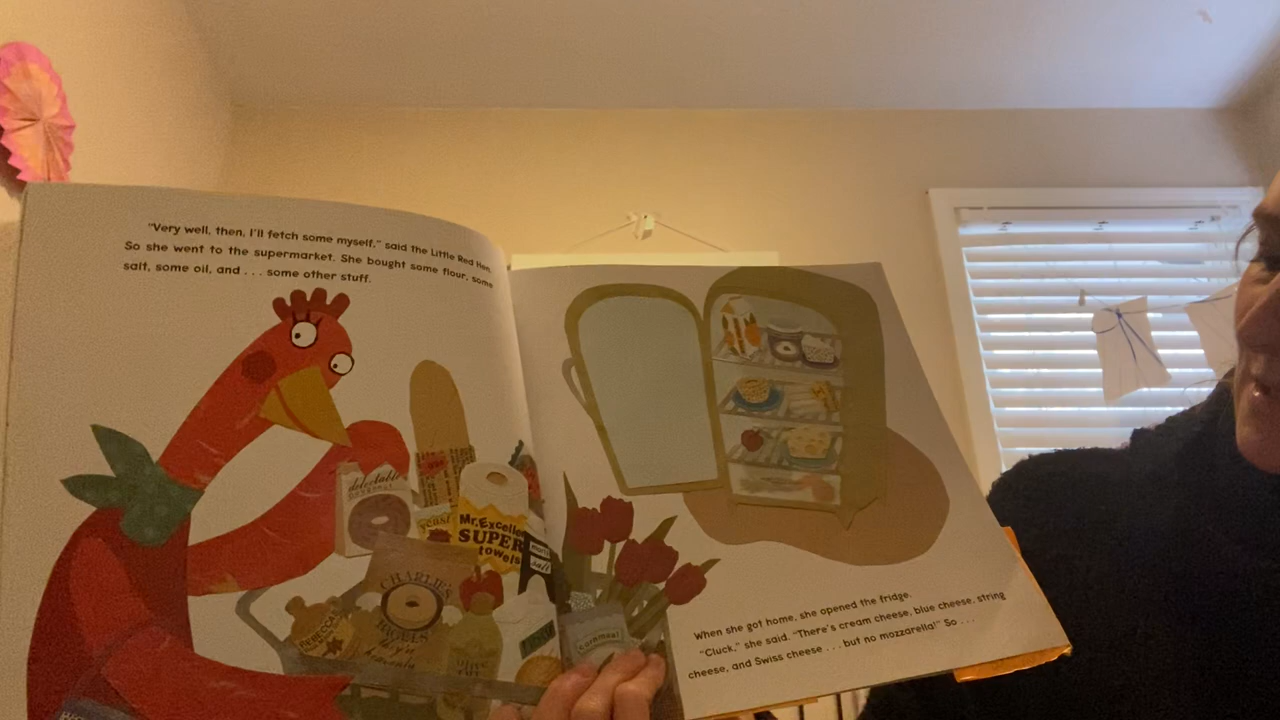 "Very well, then, I'll fetch some myself," said the Little Red Hen.
So she went to the supermarket. She bought some flour, some
salt, some oil, and . . . some other stuff.
delectable
yeast
Mr. Excellent
SUPER
towels
salt
CHARLIE'S
BAGELS
REBECCA
Cornmeal
When she got home, she opened the fridge.
"Cluck," she said. "There's cream cheese, blue cheese, string
cheese, and Swiss cheese . . . but no mozzarella!" So . . .